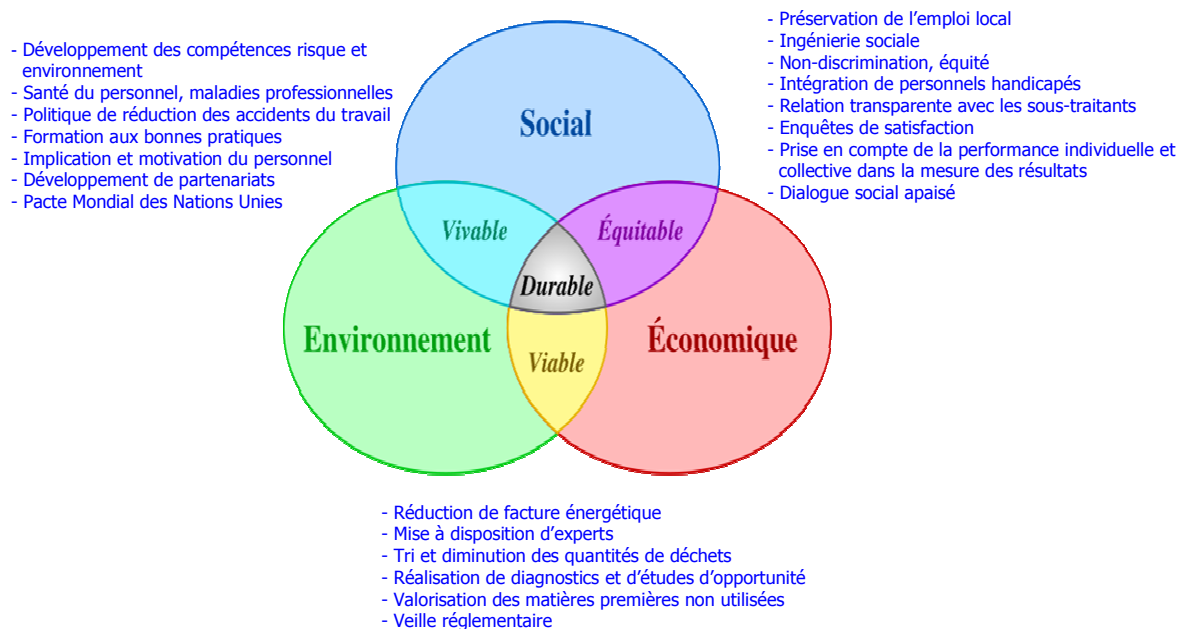 - Développement des compétences risque et
environnement
- Santé du personnel, maladies professionnelles
- Politique de réduction des accidents du travail
- Formation aux bonnes pratiques
- Implication et motivation du personnel
- Développement de partenariats
- Pacte Mondial des Nations Unies
- Préservation de l'emploi local
- Ingénierie sociale
- Non-discrimination, équité
- Intégration de personnels handicapés
- Relation transparente avec les sous-traitants
- Enquêtes de satisfaction
- Prise en compte de la performance individuelle et
collective dans la mesure des résultats
- Dialogue social apaisé
Social
Vivable
Équitable
Durable
Environnement
Économique
Viable
- Réduction de facture énergétique
- Mise à disposition d'experts
- Tri et diminution des quantités de déchets
- Réalisation de diagnostics et d'études d'opportunité
- Valorisation des matières premières non utilisées
- Veille réglementaire